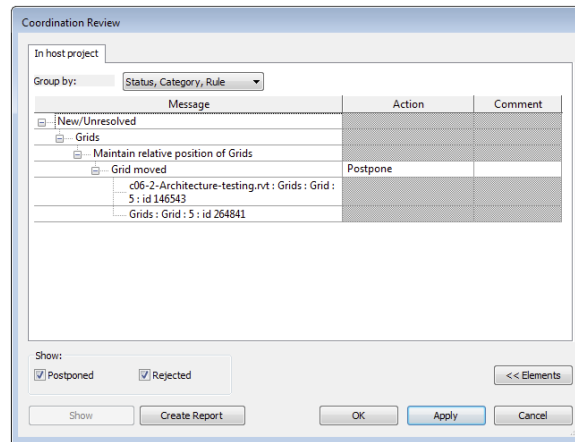 Coordination Review
In host project
Group by: Status, Category, Rule
Message Action Comment
New/Unresolved
Grids
Maintain relative position of Grids
Grid moved Postpone
c06-2-Architecture-testing.rvt : Grids : Grid :
5 : id 146543
Grids : Grid : 5 : id 264841
Show:
Postponed Rejected << Elements
Show Create Report OK Apply Cancel